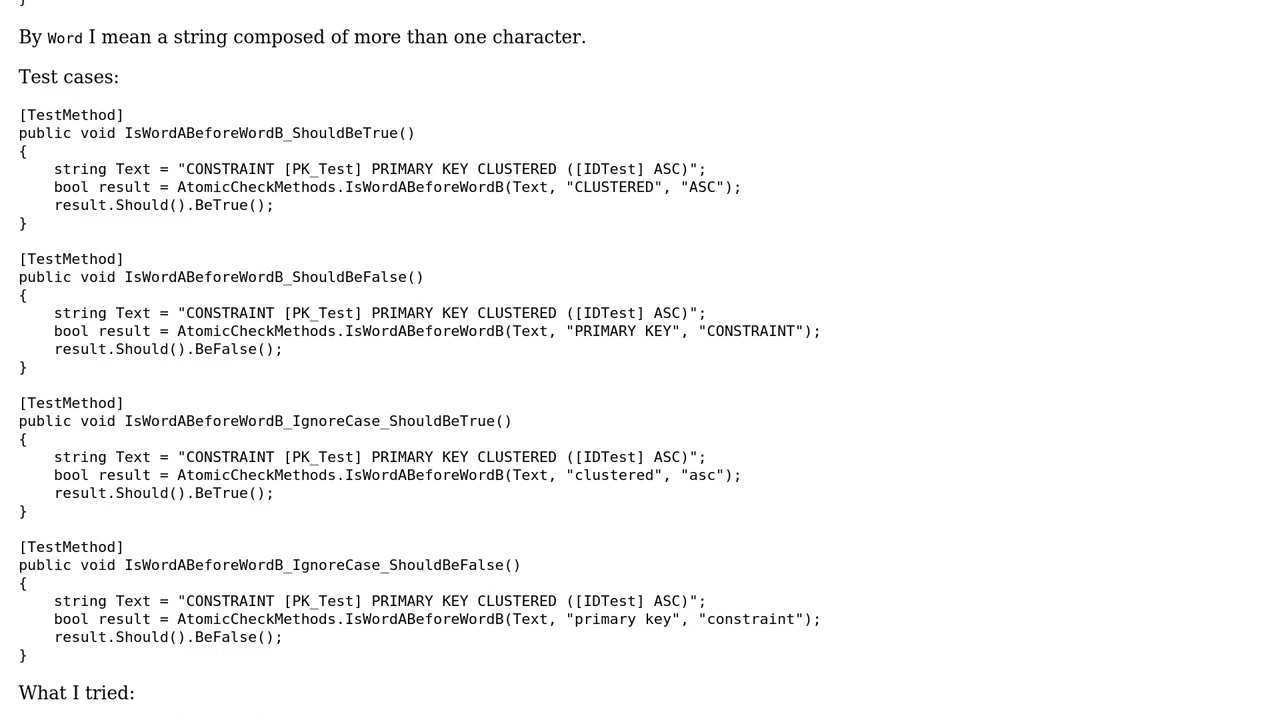 }
By Word I mean a string composed of more than one character.
Test cases:
[TestMethod]
public void IsWordABeforeWordB_ShouldBeTrue()
{
    string Text = "CONSTRAINT [PK_Test] PRIMARY KEY CLUSTERED ([IDTest] ASC)";
    bool result = AtomicCheckMethods.IsWordABeforeWordB(Text, "CLUSTERED", "ASC");
    result.Should().BeTrue();
}
[TestMethod]
public void IsWordABeforeWordB_ShouldBeFalse()
{
    string Text = "CONSTRAINT [PK_Test] PRIMARY KEY CLUSTERED ([IDTest] ASC)";
    bool result = AtomicCheckMethods.IsWordABeforeWordB(Text, "PRIMARY KEY", "CONSTRAINT");
    result.Should().BeFalse();
}
[TestMethod]
public void IsWordABeforeWordB_IgnoreCase_ShouldBeTrue()
{
    string Text = "CONSTRAINT [PK_Test] PRIMARY KEY CLUSTERED ([IDTest] ASC)";
    bool result = AtomicCheckMethods.IsWordABeforeWordB(Text, "clustered", "asc");
    result.Should().BeTrue();
}
[TestMethod]
public void IsWordABeforeWordB_IgnoreCase_ShouldBeFalse()
{
    string Text = "CONSTRAINT [PK_Test] PRIMARY KEY CLUSTERED ([IDTest] ASC)";
    bool result = AtomicCheckMethods.IsWordABeforeWordB(Text, "primary key", "constraint");
    result.Should().BeFalse();
}
What I tried: